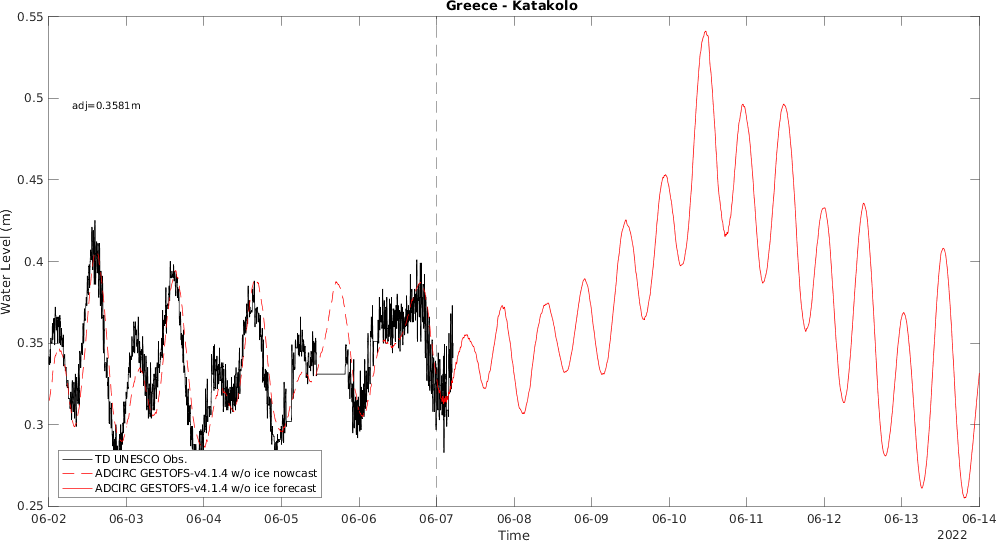 Greece - Katakolo
0.55
0.5
0.45
0.4
0.35
0.3
0.25
Water Level (m)
adj=0.3581m
TD UNESCO Obs.
ADCIRC GESTOFS-v4.1.4 w/o ice nowcast
ADCIRC GESTOFS-v4.1.4 w/o ice forecast
06-02 06-03 06-04 06-05 06-06 06-07 06-08 06-09 06-10 06-11 06-12 06-13 06-14
Time
2022